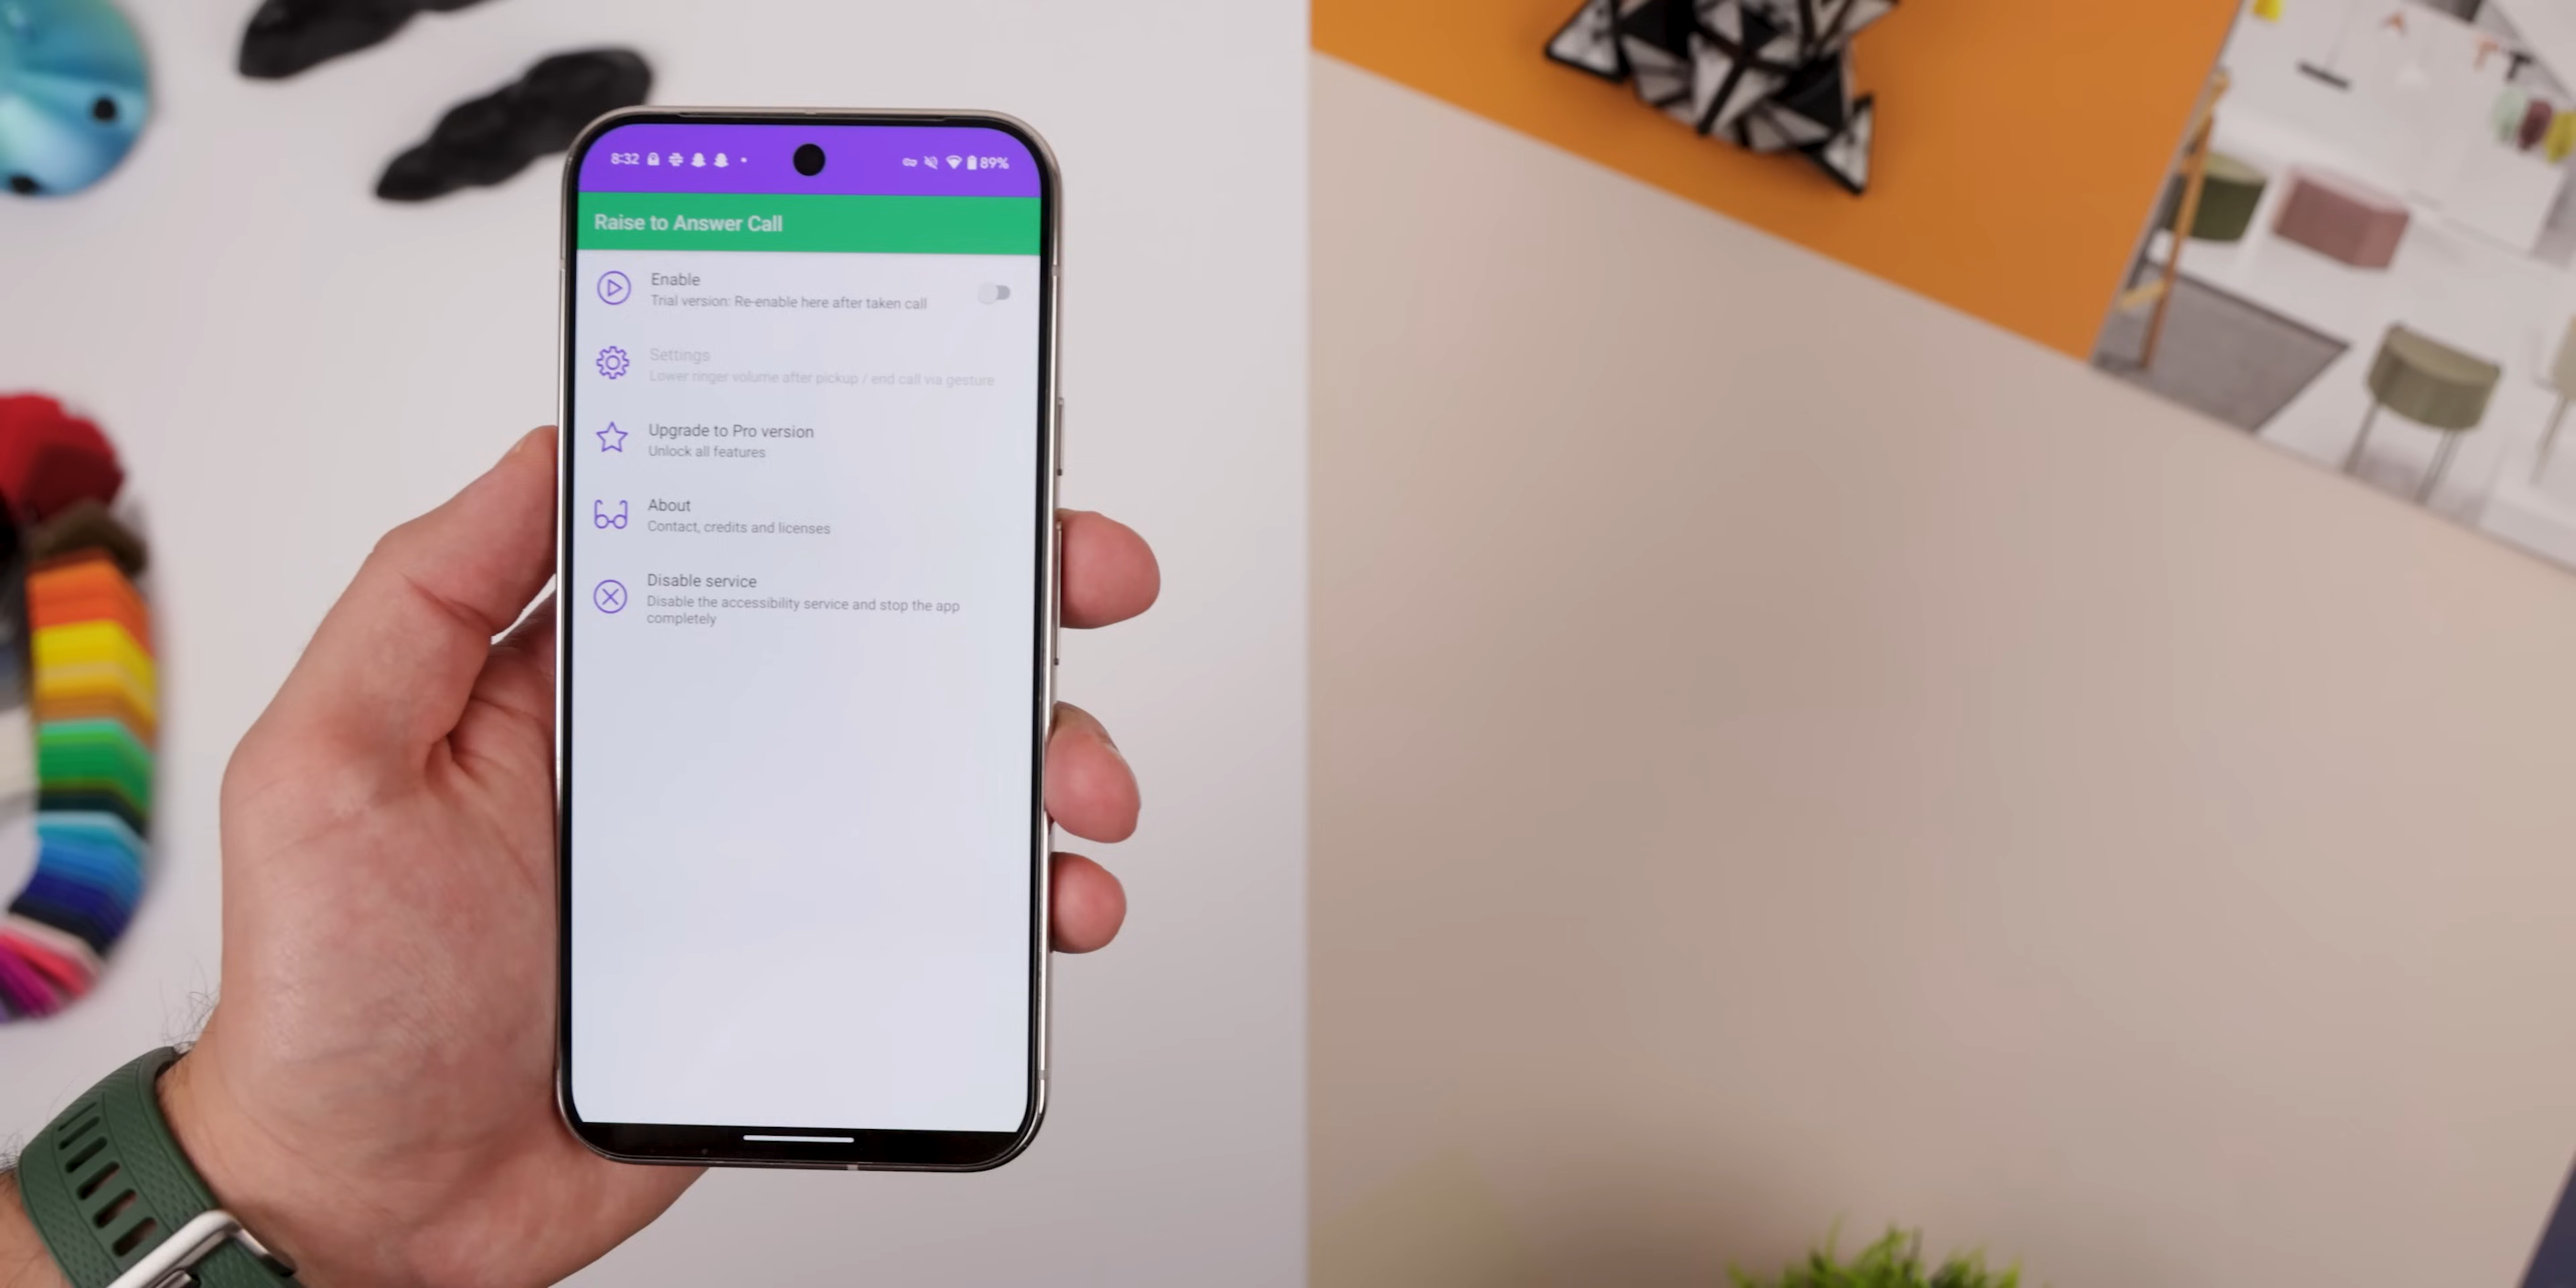 8:32 89%
Raise to Answer Call
Enable
Trial version: Re-enable here after taken call
Settings
Lower ringer volume after pickup / end call via gesture
Upgrade to Pro version
Unlock all features
About
Contact, credits and licenses
Disable service
Disable the accessibility service and stop the app
completely